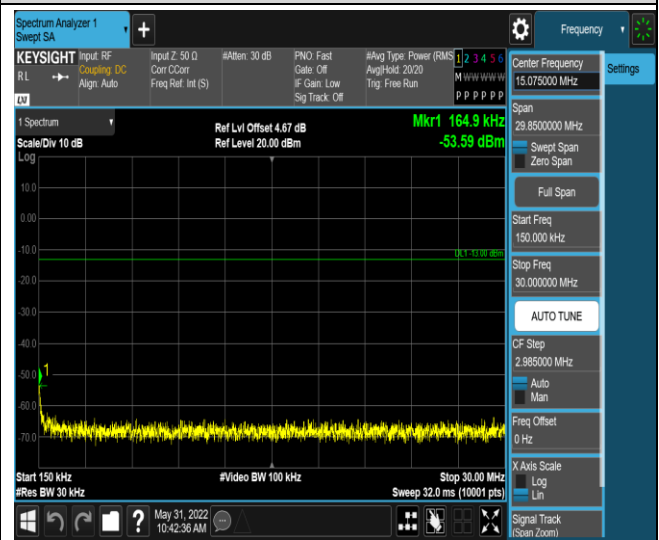 Spectrum Analyzer 1
Swept SA
+
Frequency
KEYSIGHT
RL
LXI
Input: RF
Coupling: DC
Align: Auto
Input Z: 50 Ω
Corr CCorr
Freq Ref: Int (S)
#Atten: 30 dB
PNO: Fast
Gate: Off
IF Gain: Low
Sig Track: Off
#Avg Type: Power (RMS
Avg|Hold: 20/20
Trig: Free Run
1 2 3 4 5 6
M W W W W W
P P P P P P
Settings
1 Spectrum
Scale/Div 10 dB
Log
Ref Lvl Offset 4.67 dB
Ref Level 20.00 dBm
Mkr1 164.9 kHz
-53.59 dBm
10.0
0.00
-10.0
DL1 -13.00 dBm
-20.0
-30.0
-40.0
-50.0
1
-60.0
-70.0
Start 150 kHz
#Res BW 30 kHz
#Video BW 100 kHz
Stop 30.00 MHz
Sweep 32.0 ms (10001 pts)
Center Frequency
15.075000 MHz
Span
29.8500000 MHz
Swept Span
Zero Span
Full Span
Start Freq
150.000 kHz
Stop Freq
30.000000 MHz
AUTO TUNE
CF Step
2.985000 MHz
Auto
Man
Freq Offset
0 Hz
X Axis Scale
Log
Lin
Signal Track
(Span Zoom)
?
May 31, 2022
10:42:36 AM